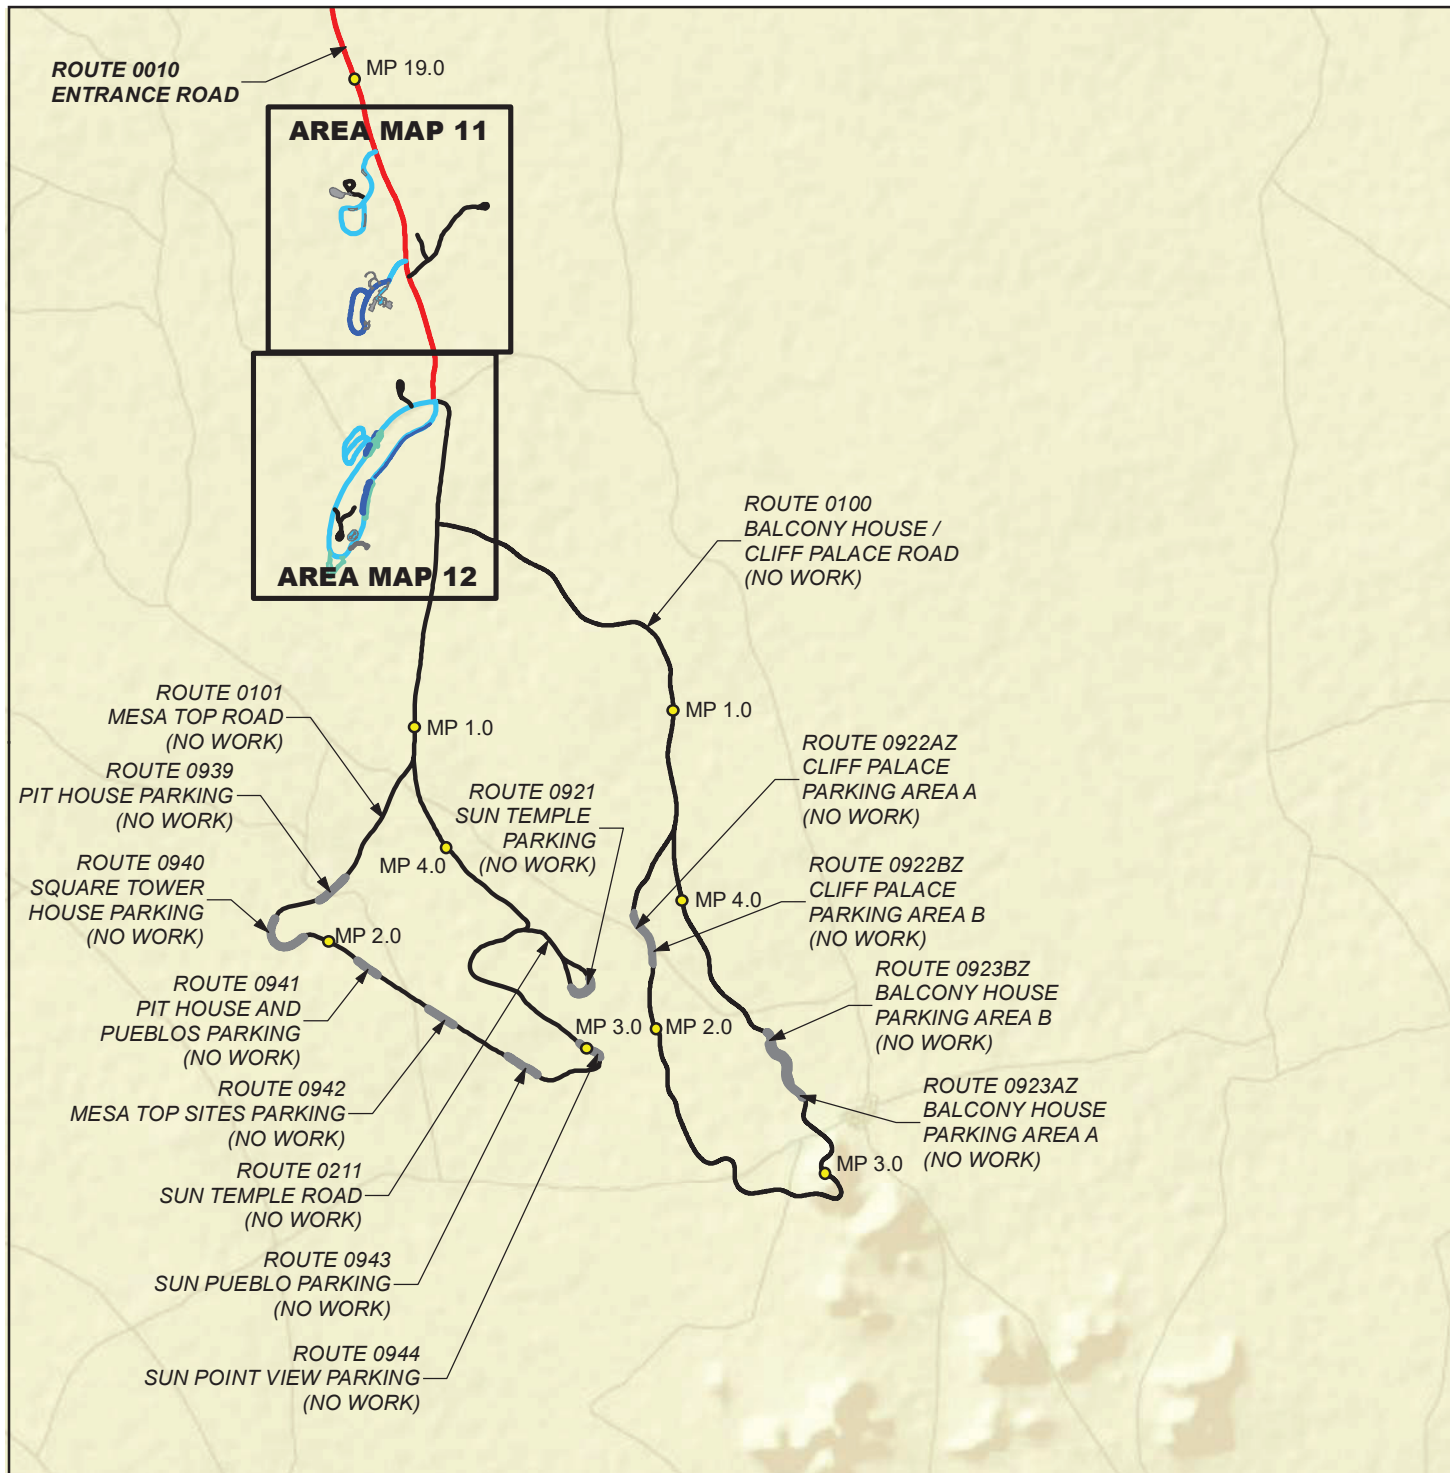 ROUTE 0010
ENTRANCE ROAD
MP 19.0
AREA MAP 11
AREA MAP 12
ROUTE 0100
BALCONY HOUSE /
CLIFF PALACE ROAD
(NO WORK)
ROUTE 0101
MESA TOP ROAD
(NO WORK)
MP 1.0
MP 1.0
ROUTE 0939
PIT HOUSE PARKING
(NO WORK)
ROUTE 0921
SUN TEMPLE
PARKING
(NO WORK)
ROUTE 0922AZ
CLIFF PALACE
PARKING AREA A
(NO WORK)
MP 4.0
ROUTE 0940
SQUARE TOWER
HOUSE PARKING
(NO WORK)
ROUTE 0922BZ
CLIFF PALACE
PARKING AREA B
(NO WORK)
MP 4.0
MP 2.0
ROUTE 0941
PIT HOUSE AND
PUEBLOS PARKING
(NO WORK)
ROUTE 0923BZ
BALCONY HOUSE
PARKING AREA B
(NO WORK)
MP 3.0
MP 2.0
ROUTE 0942
MESA TOP SITES PARKING
(NO WORK)
ROUTE 0923AZ
BALCONY HOUSE
PARKING AREA A
(NO WORK)
MP 3.0
ROUTE 0211
SUN TEMPLE ROAD
(NO WORK)
ROUTE 0943
SUN PUEBLO PARKING
(NO WORK)
ROUTE 0944
SUN POINT VIEW PARKING
(NO WORK)